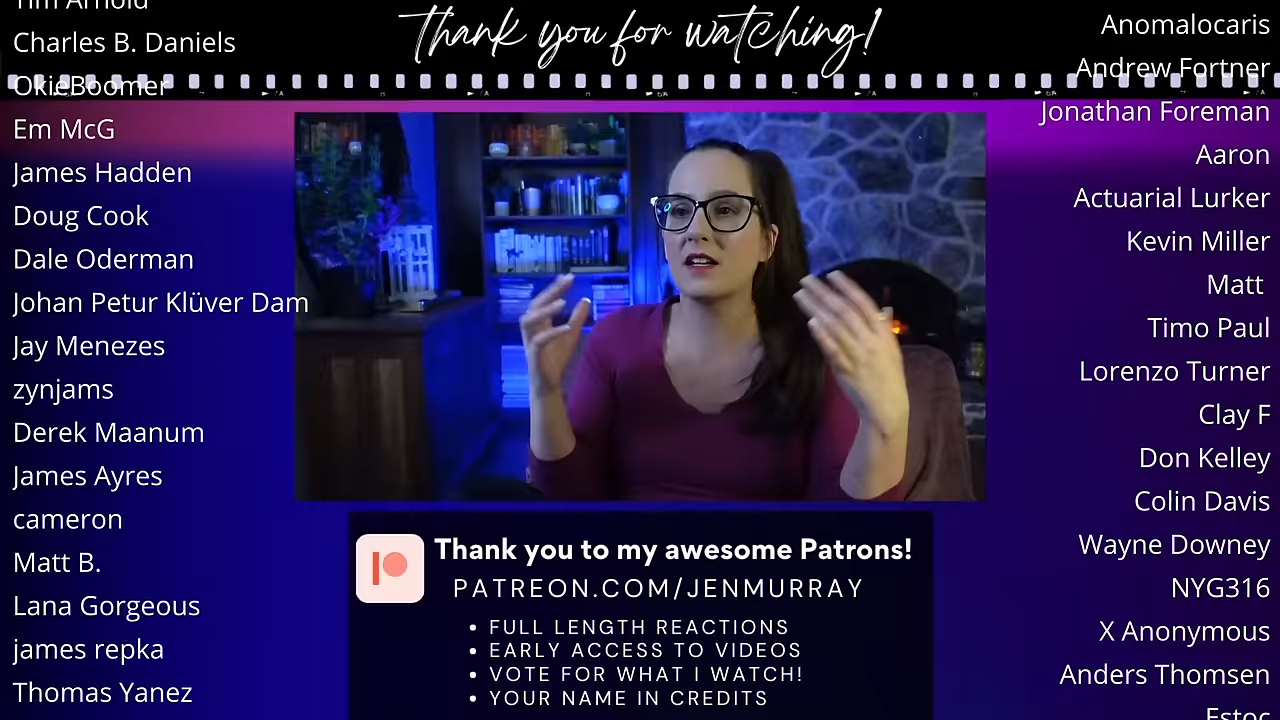 Thank you for watching!
Tim Arnold
Charles B. Daniels
OkieBoomer
Em McG
James Hadden
Doug Cook
Dale Oderman
Johan Petur Klüver Dam
Jay Menezes
zynjams
Derek Maanum
James Ayres
cameron
Matt B.
Lana Gorgeous
james repka
Thomas Yanez
Anomalocaris
Andrew Fortner
Jonathan Foreman
Aaron
Actuarial Lurker
Kevin Miller
Matt
Timo Paul
Lorenzo Turner
Clay F
Don Kelley
Colin Davis
Wayne Downey
NYG316
X Anonymous
Anders Thomsen
Estoc
Thank you to my awesome Patrons!
PATREON.COM/JENMURRAY
• FULL LENGTH REACTIONS
• EARLY ACCESS TO VIDEOS
• VOTE FOR WHAT I WATCH!
• YOUR NAME IN CREDITS